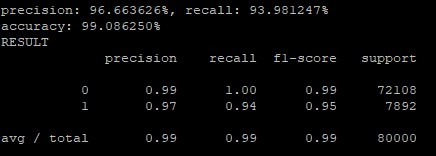 precision: 96.663626%, recall: 93.981247%
accuracy: 99.086250%
RESULT
precision recall f1-score support
0 0.99 1.00 0.99 72108
1 0.97 0.94 0.95 7892
avg / total 0.99 0.99 0.99 80000